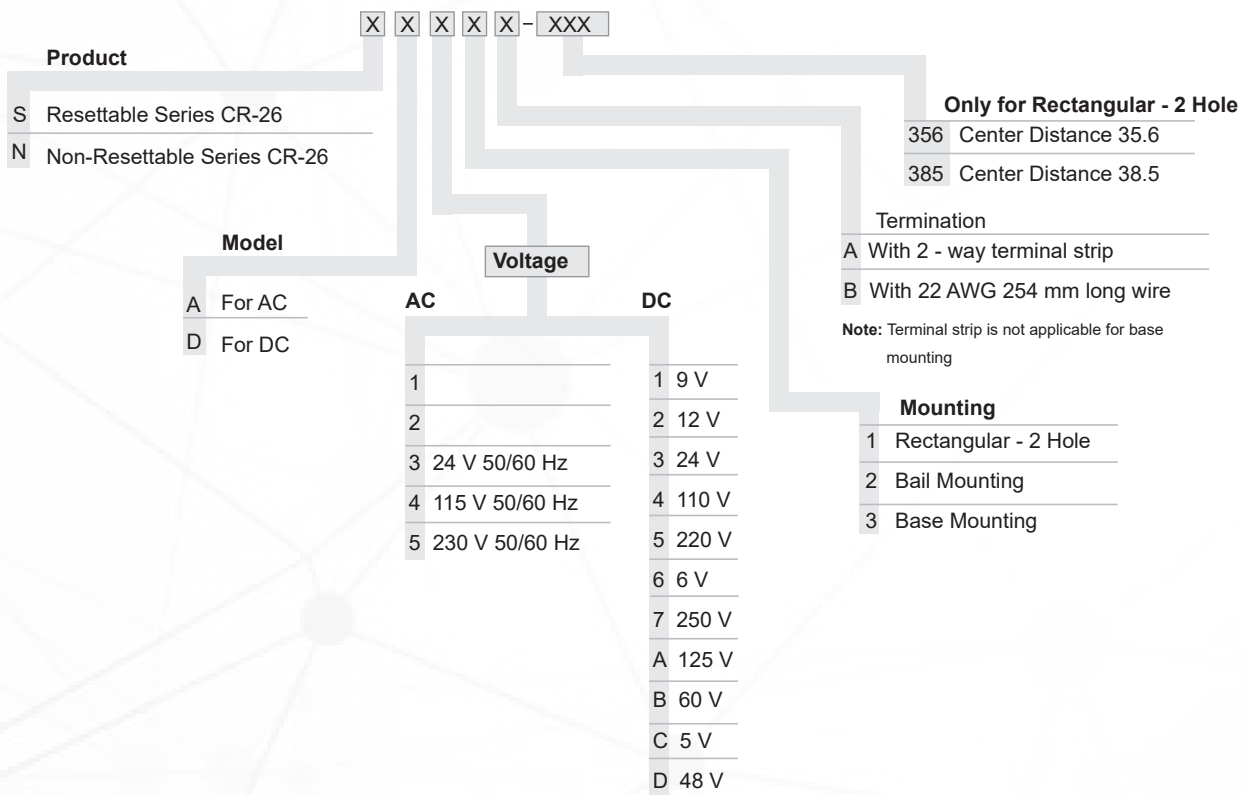 X X X X X - XXX
Product
S Resettable Series CR-26
N Non-Resettable Series CR-26
Model
A For AC
D For DC
Voltage
AC
1
2
3 24 V 50/60 Hz
4 115 V 50/60 Hz
5 230 V 50/60 Hz
DC
1 9 V
2 12 V
3 24 V
4 110 V
5 220 V
6 6 V
7 250 V
A 125 V
B 60 V
C 5 V
D 48 V
Only for Rectangular - 2 Hole
356 Center Distance 35.6
385 Center Distance 38.5
Termination
A With 2 - way terminal strip
B With 22 AWG 254 mm long wire
Note: Terminal strip is not applicable for base
mounting
Mounting
1 Rectangular - 2 Hole
2 Bail Mounting
3 Base Mounting